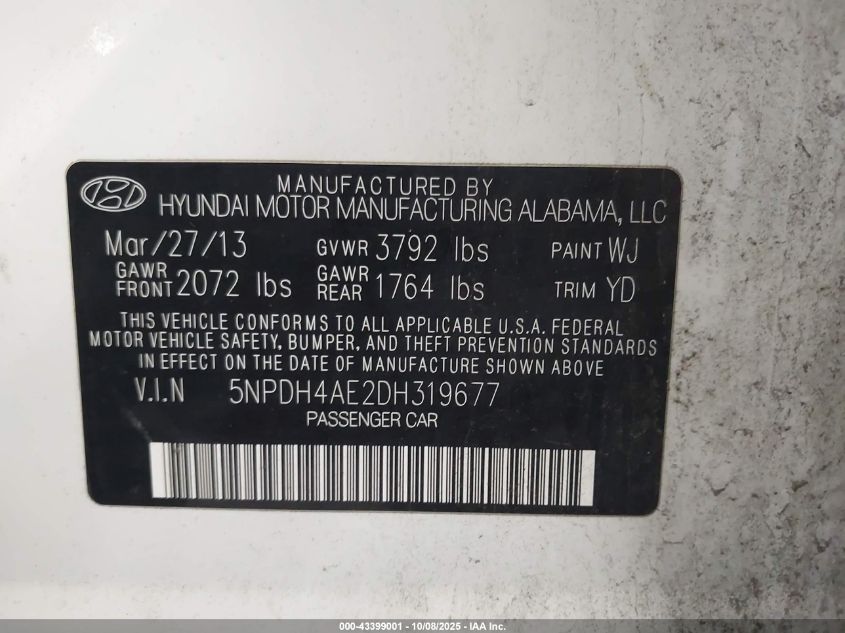 MANUFACTURED BY
HYUNDAI MOTOR MANUFACTURING ALABAMA, LLC
Mar/27/13 GVWR 3792 lbs PAINT WJ
GAWR FRONT 2072 lbs GAWR REAR 1764 lbs TRIM YD
THIS VEHICLE CONFORMS TO ALL APPLICABLE U.S.A. FEDERAL
MOTOR VEHICLE SAFETY, BUMPER, AND THEFT PREVENTION STANDARDS
IN EFFECT ON THE DATE OF MANUFACTURE SHOWN ABOVE
V.I.N 5NPDH4AE2DH319677
PASSENGER CAR
000-43399001 - 10/08/2025 - IAA Inc.